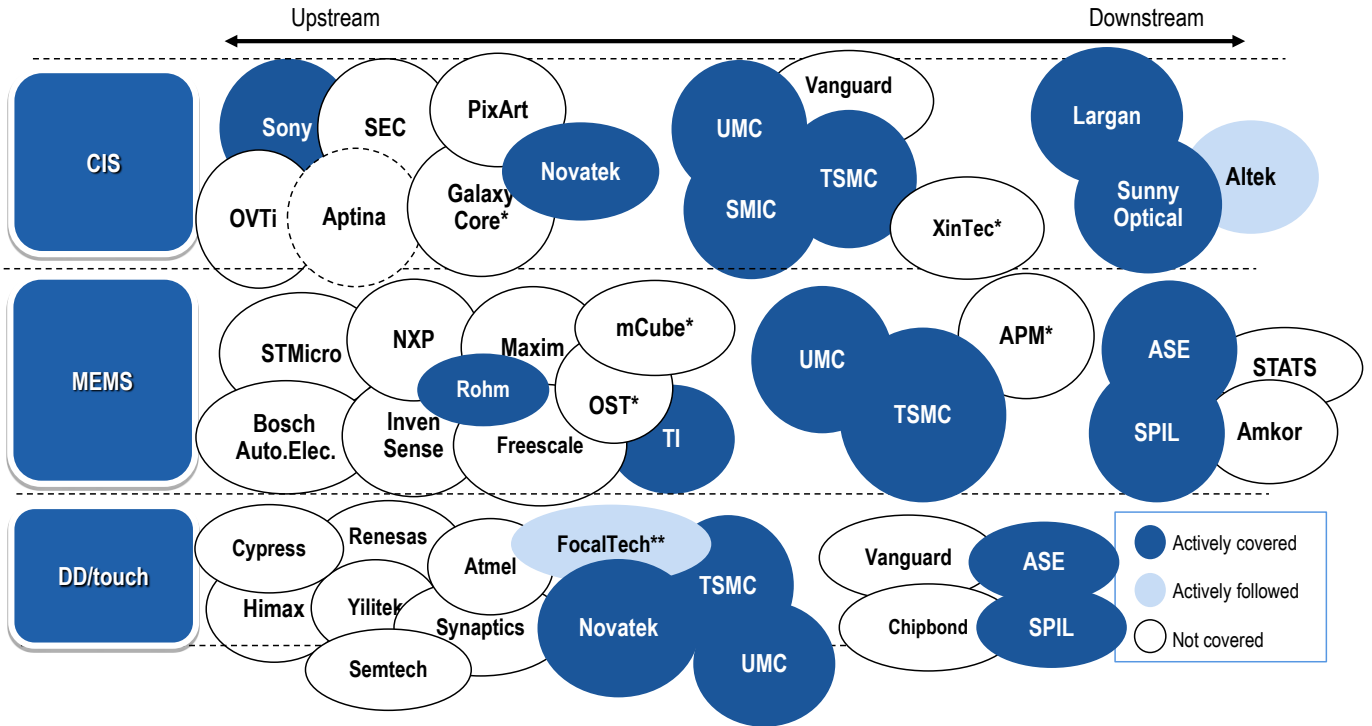 Upstream
Downstream
CIS
Sony
SEC
PixArt
Novatek
OVTi
Aptina
Galaxy
Core*
UMC
Vanguard
TSMC
SMIC
XinTec*
Largan
Sunny
Optical
Altek
MEMS
STMicro
NXP
Maxim
mCube*
Rohm
OST*
Bosch
Auto.Elec.
Inven
Sense
Freescale
TI
UMC
TSMC
APM*
ASE
STATS
SPIL
Amkor
DD/touch
Cypress
Renesas
Atmel
FocalTech**
Himax
Yilitek
Synaptics
Semtech
Novatek
TSMC
UMC
Vanguard
ASE
Chipbond
SPIL
Actively covered
Actively followed
Not covered